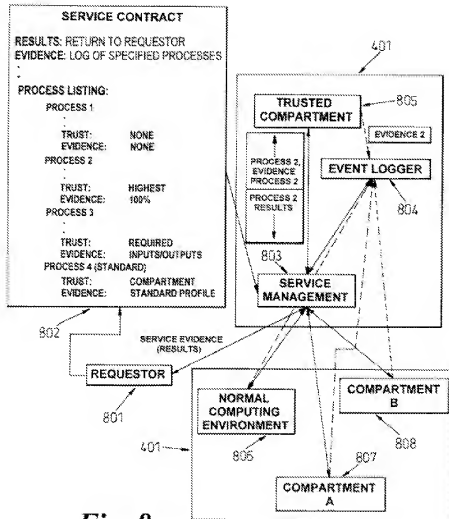 SERVICE CONTRACT
RESULTS: RETURN TO REQUESTOR
EVIDENCE: LOG OF SPECIFIED PROCESSES
:
PROCESS LISTING:
PROCESS 1
:
TRUST: NONE
EVIDENCE: NONE
PROCESS 2
:
TRUST: HIGHEST
EVIDENCE: 100%
PROCESS 3
:
TRUST: REQUIRED
EVIDENCE: INPUTS/OUTPUTS
PROCESS 4 (STANDARD)
TRUST: COMPARTMENT
EVIDENCE: STANDARD PROFILE
802
401
TRUSTED
COMPARTMENT
805
EVIDENCE 2
PROCESS 2,
EVIDENCE
PROCESS 2
PROCESS 2
RESULTS
EVENT LOGGER
804
803
SERVICE
MANAGEMENT
SERVICE EVIDENCE
(RESULTS)
REQUESTOR
801
401
NORMAL
COMPUTING
ENVIRONMENT
806
COMPARTMENT
B
808
807
COMPARTMENT
A